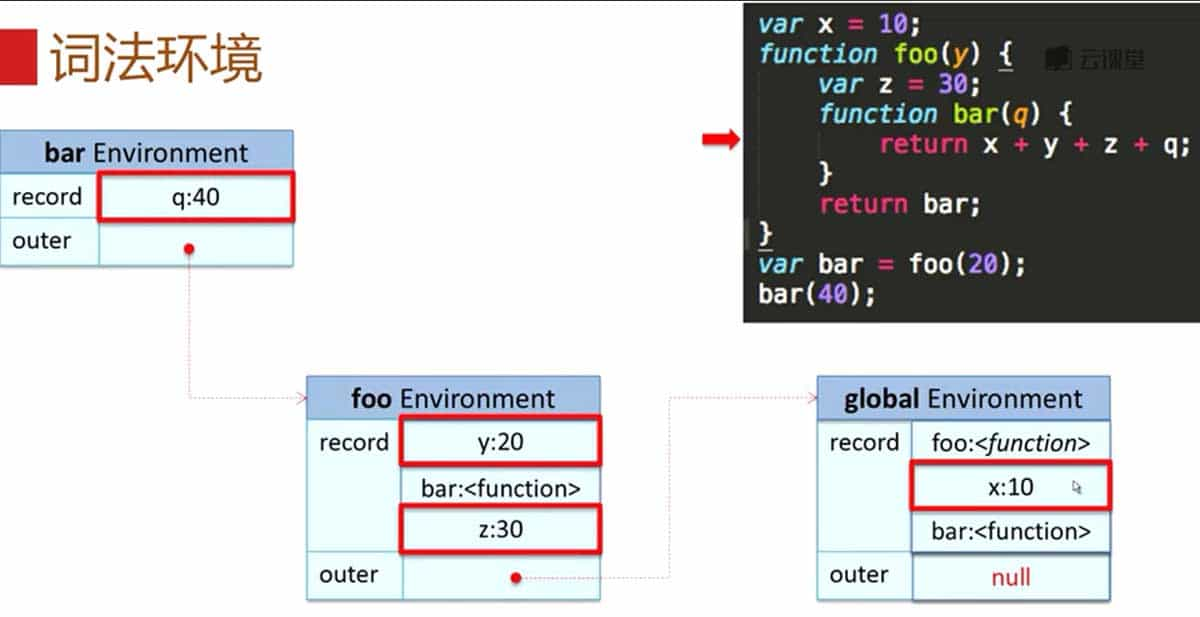 词法环境
var x = 10;
function foo(y) {
var z = 30;
function bar(q) {
return x + y + z + q;
}
return bar;
}
var bar = foo(20);
bar(40);
云课堂
bar Environment
record q:40
outer
foo Environment
record y:20
bar:<function>
z:30
outer
global Environment
record foo:<function>
x:10
bar:<function>
outer null